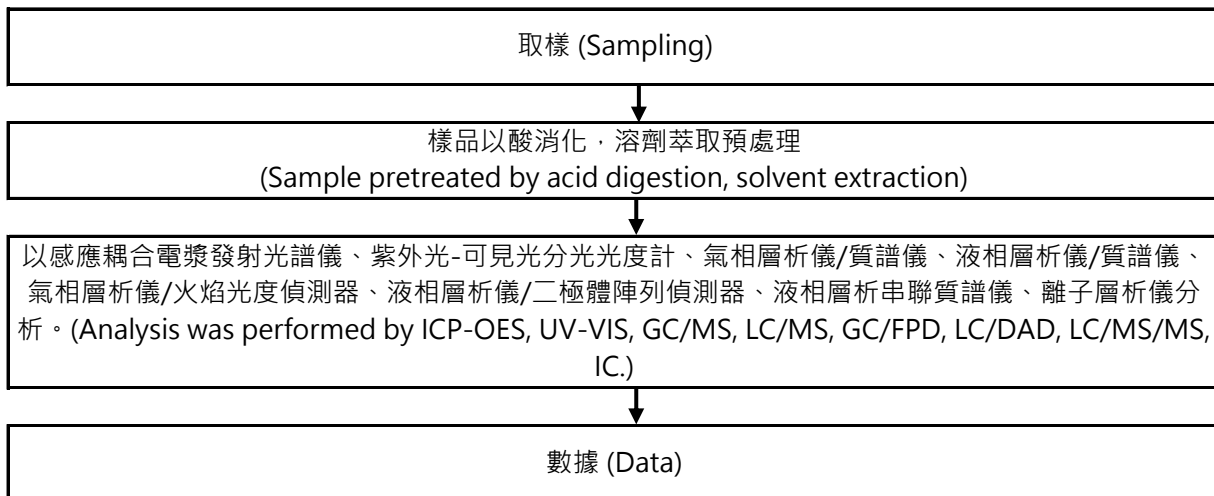 取樣 (Sampling)
樣品以酸消化，溶劑萃取預處理
(Sample pretreated by acid digestion, solvent extraction)
以感應耦合電漿發射光譜儀、紫外光-可見光分光光度計、氣相層析儀/質譜儀、液相層析儀/質譜儀、
氣相層析儀/火焰光度偵測器、液相層析儀/二極體陣列偵測器、液相層析串聯質譜儀、離子層析儀分
析。(Analysis was performed by ICP-OES, UV-VIS, GC/MS, LC/MS, GC/FPD, LC/DAD, LC/MS/MS,
IC.)
數據 (Data)